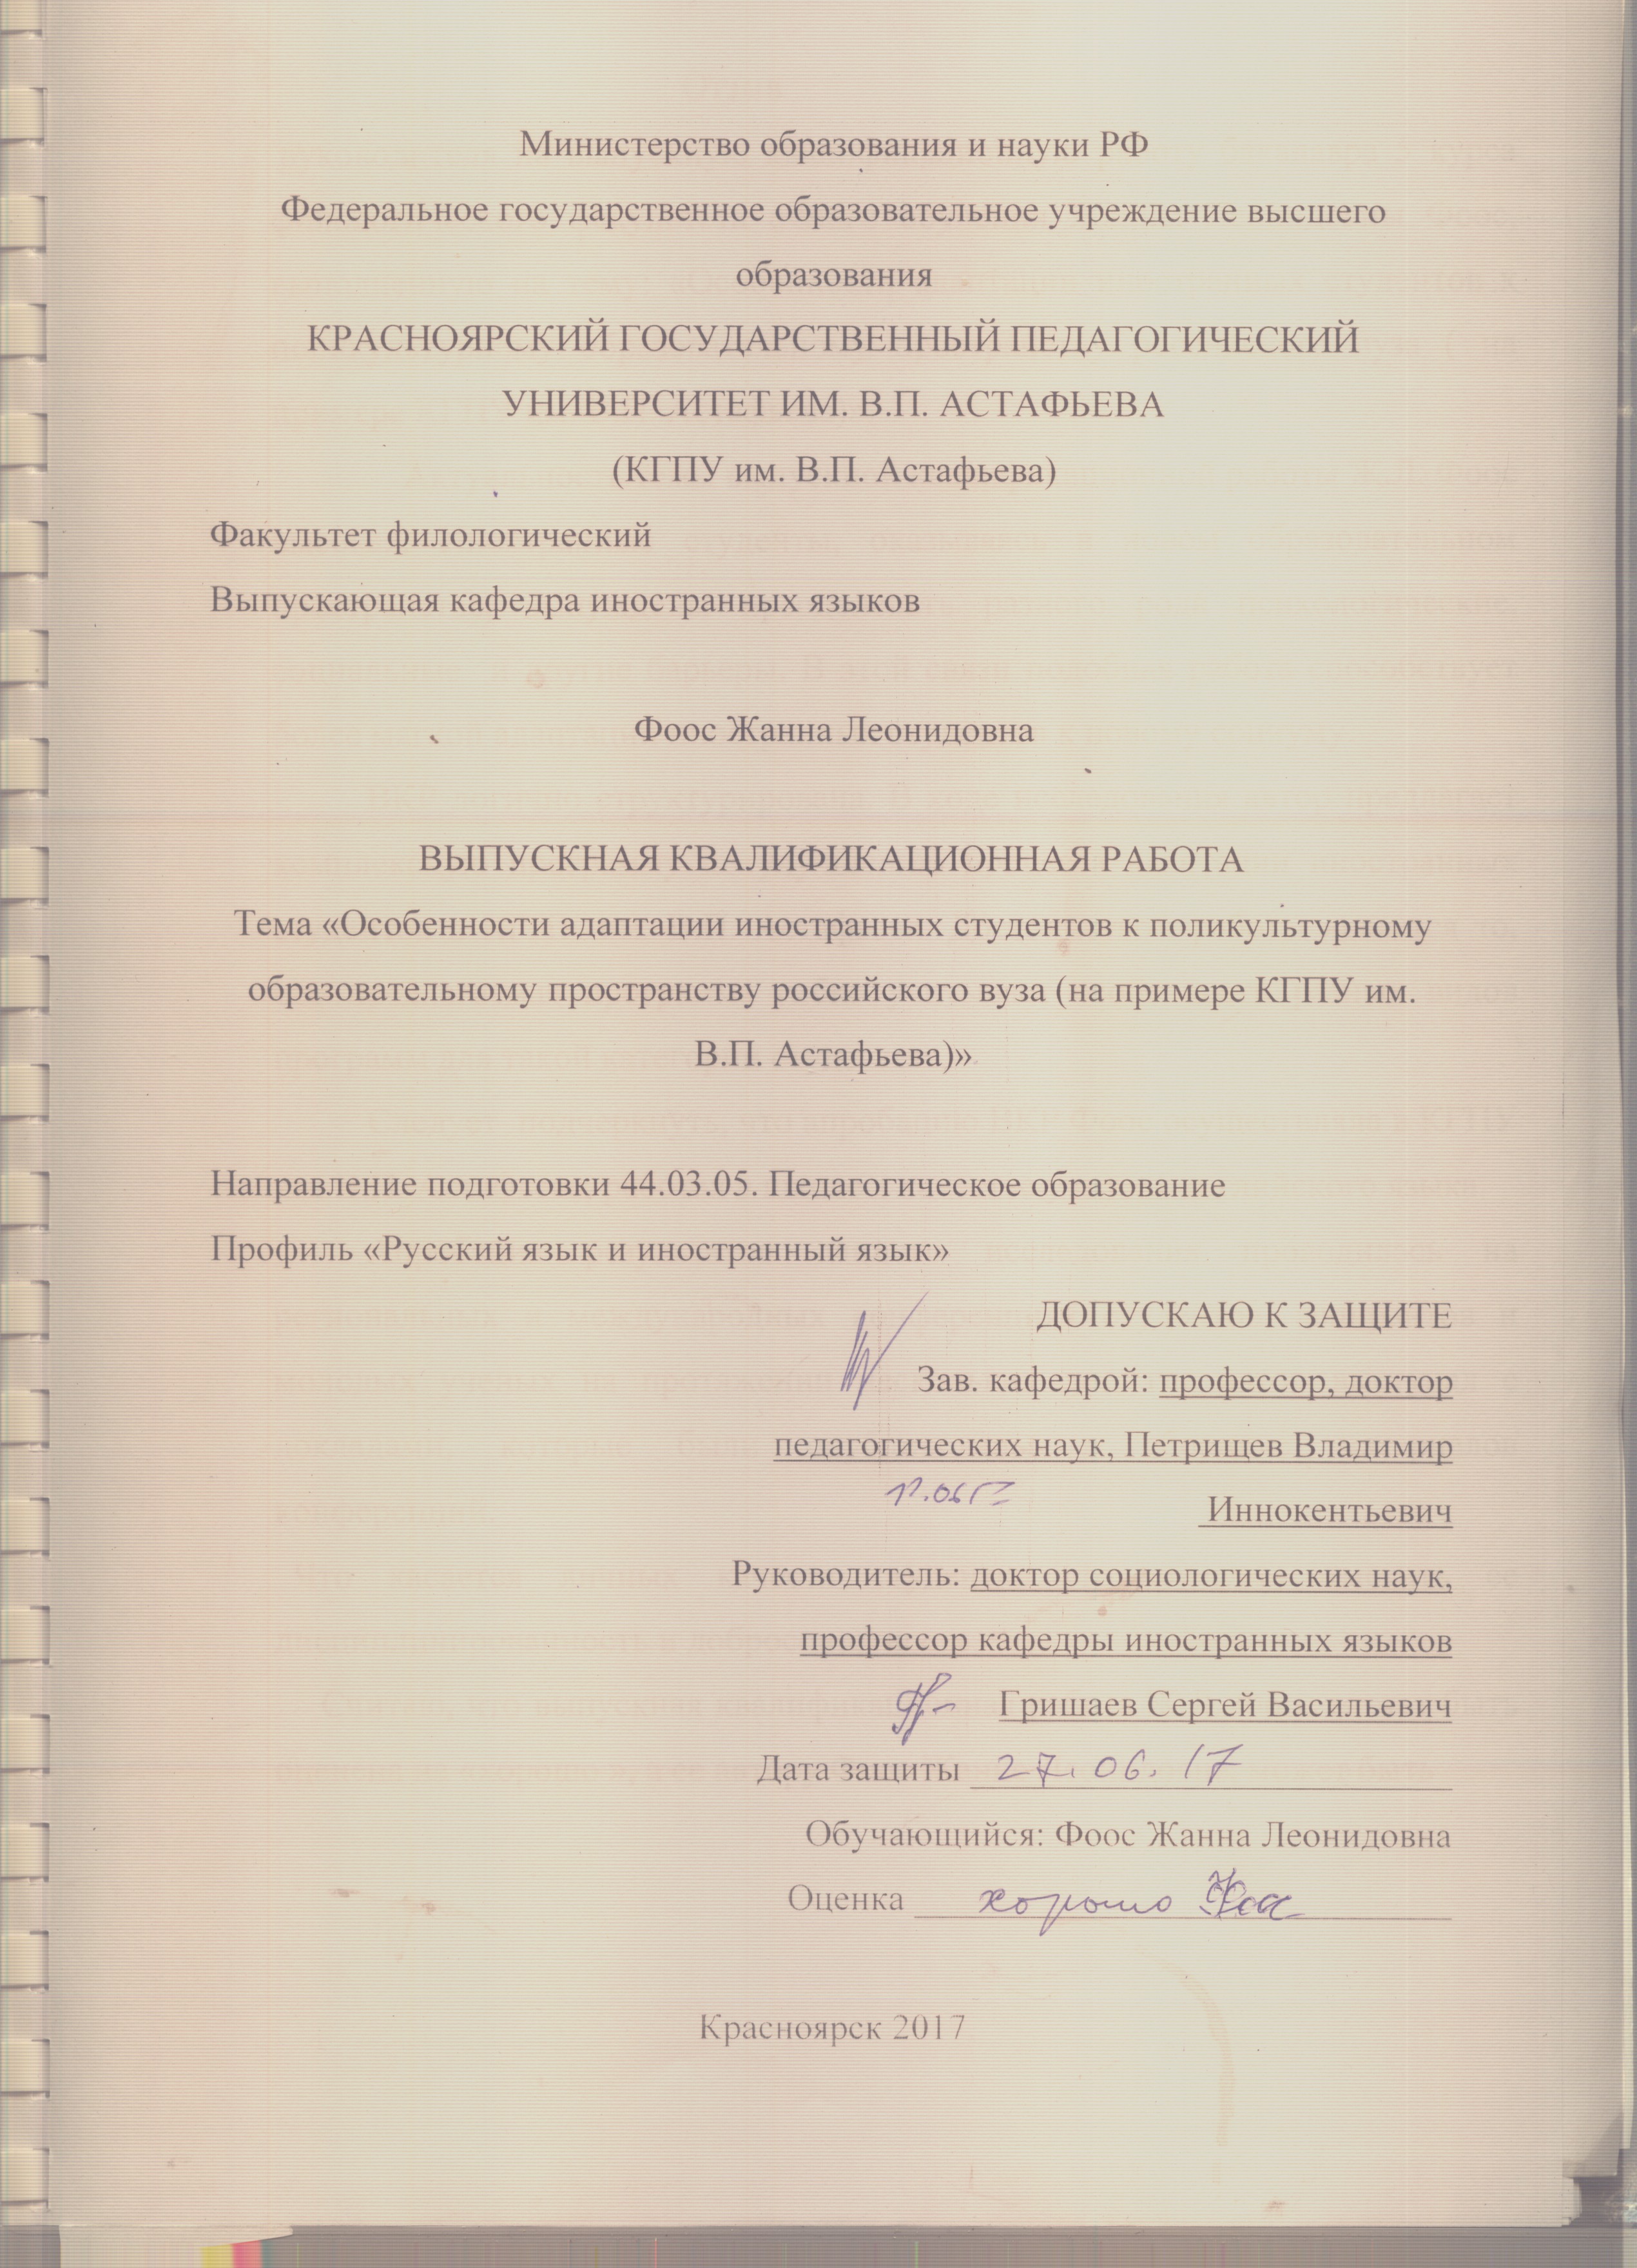 Министерство образования и науки РФ
Федеральное государственное образовательное учреждение высшего
образования
КРАСНОЯРСКИЙ ГОСУДАРСТВЕННЫЙ ПЕДАГОГИЧЕСКИЙ
УНИВЕРСИТЕТ ИМ. В.П. АСТАФЬЕВА
(КГПУ им. В.П. Астафьева)
Факультет филологический
Выпускающая кафедра иностранных языков
Фоос Жанна Леонидовна
ВЫПУСКНАЯ КВАЛИФИКАЦИОННАЯ РАБОТА
Тема «Особенности адаптации иностранных студентов к поликультурному
образовательному пространству российского вуза (на примере КГПУ им.
В.П. Астафьева)»
Направление подготовки 44.03.05. Педагогическое образование
Профиль «Русский язык и иностранный язык»
ДОПУСКАЮ К ЗАЩИТЕ
Зав. кафедрой: профессор, доктор
педагогических наук, Петрищев Владимир
Иннокентьевич
Руководитель: доктор социологических наук,
профессор кафедры иностранных языков
Гришаев Сергей Васильевич
Дата защиты 27.06.17
Обучающийся: Фоос Жанна Леонидовна
Оценка хорошо
Красноярск 2017